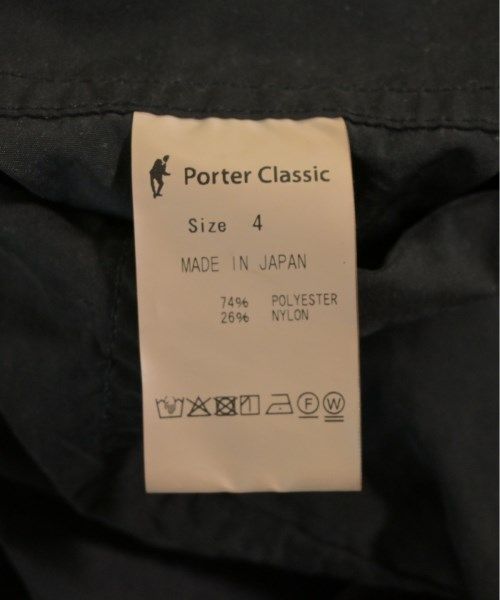 Porter Classic
Size 4
MADE IN JAPAN
74% POLYESTER
26% NYLON
F W